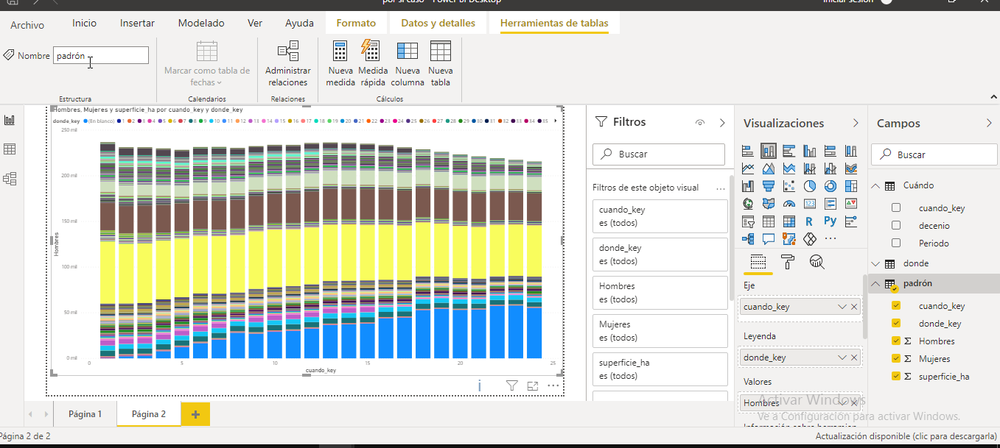 por si caso - Power BI Desktop
Iniciar sesión
Archivo
Inicio
Insertar
Modelado
Ver
Ayuda
Formato
Datos y detalles
Herramientas de tablas
Nombre
padrón
Marcar como tabla de
fechas
Administrar
relaciones
Nueva
medida
Medida
rápida
Nueva
columna
Nueva
tabla
Estructura
Calendarios
Relaciones
Cálculos
Hombres, Mujeres y superficie_ha por cuando_key y donde_key
donde_key (En blanco) 1 2 3 4 5 6 7 8 9 10 11 12 13 14 15 16 17 18 19 20 21 22 23 24 25 26 27 28 29 30 31 32 33 34 35
250 mil
200 mil
150 mil
100 mil
50 mil
0 mil
Hombres
0 5 10 15 20 25
cuando_key
Filtros
Buscar
Filtros de este objeto visual
...
cuando_key
es (todos)
donde_key
es (todos)
Hombres
es (todos)
Mujeres
es (todos)
superficie_ha
es (todos)
Visualizaciones
123
R
Py
...
Eje
cuando_key
Leyenda
donde_key
Valores
Hombres
Campos
Buscar
Cuándo
cuando_key
decenio
Periodo
donde
padrón
cuando_key
donde_key
Σ Hombres
Σ Mujeres
Σ superficie_ha
Activar Windows
Ve a Configuración para activar Windows.
Página 1
Página 2
+
Página 2 de 2
Actualización disponible (clic para descargarla)